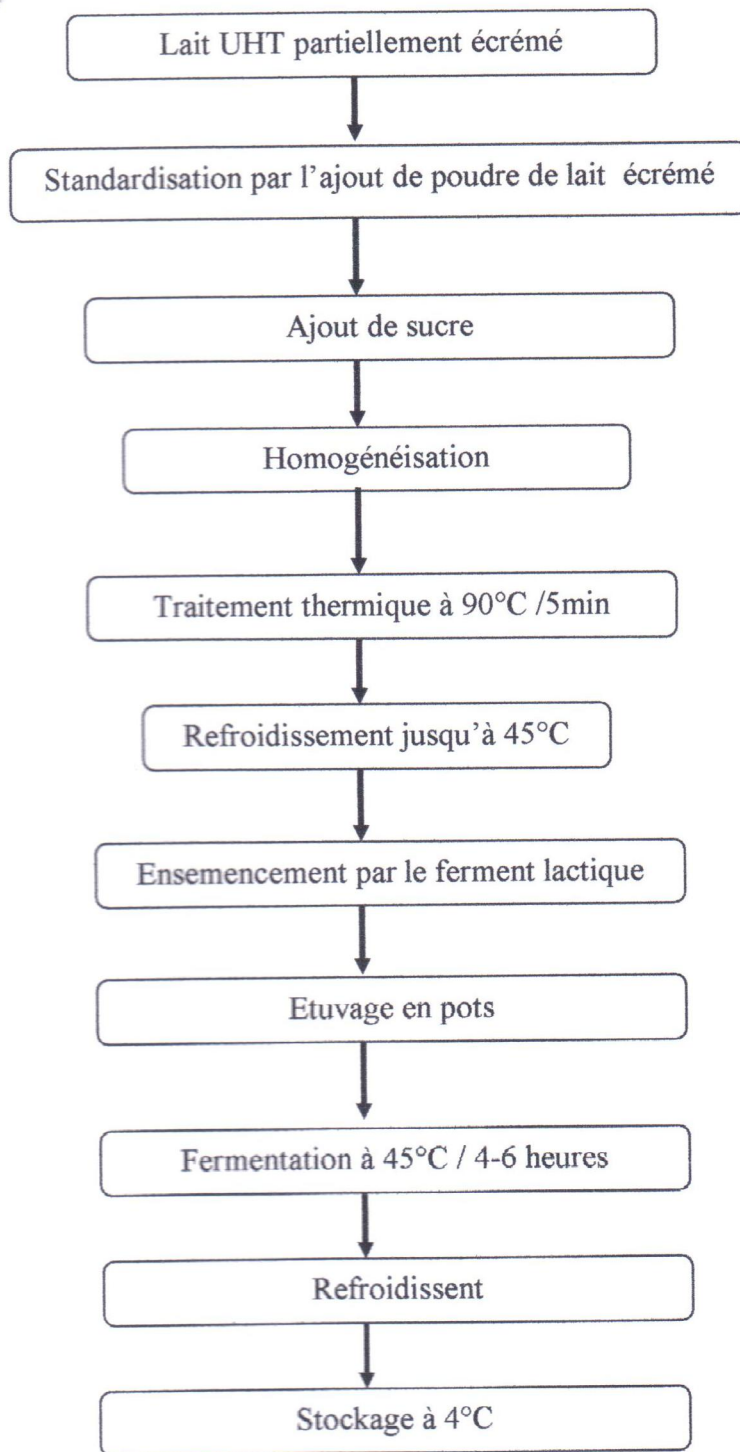 Lait UHT partiellement écrémé
Standardisation par l'ajout de poudre de lait écrémé
Ajout de sucre
Homogénéisation
Traitement thermique à 90°C /5min
Refroidissement jusqu'à 45°C
Ensemencement par le ferment lactique
Etuvage en pots
Fermentation à 45°C / 4-6 heures
Refroidissent
Stockage à 4°C